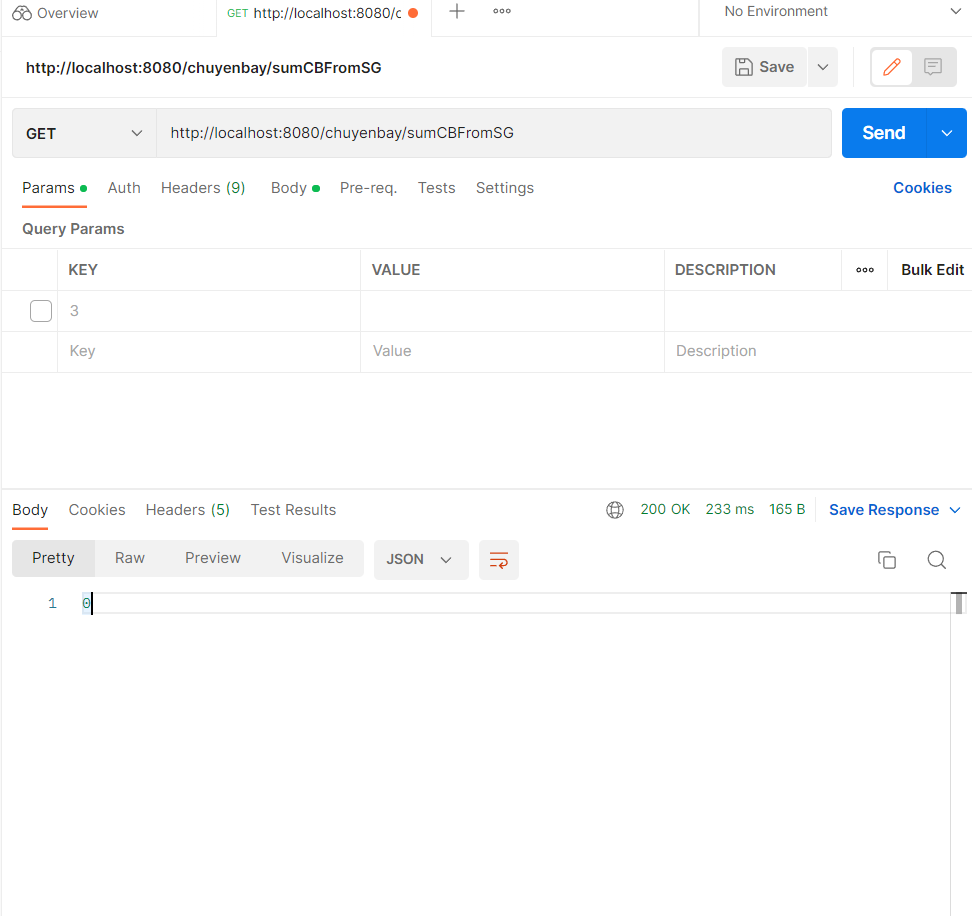 Overview
GET http://localhost:8080/c
No Environment
http://localhost:8080/chuyenbay/sumCBFromSG
Save
GET
http://localhost:8080/chuyenbay/sumCBFromSG
Send
Params Auth Headers (9) Body Pre-req. Tests Settings
Cookies
Query Params
KEY VALUE DESCRIPTION Bulk Edit
3
Key Value Description
Body Cookies Headers (5) Test Results
200 OK 233 ms 165 B Save Response
Pretty Raw Preview Visualize JSON
1 0